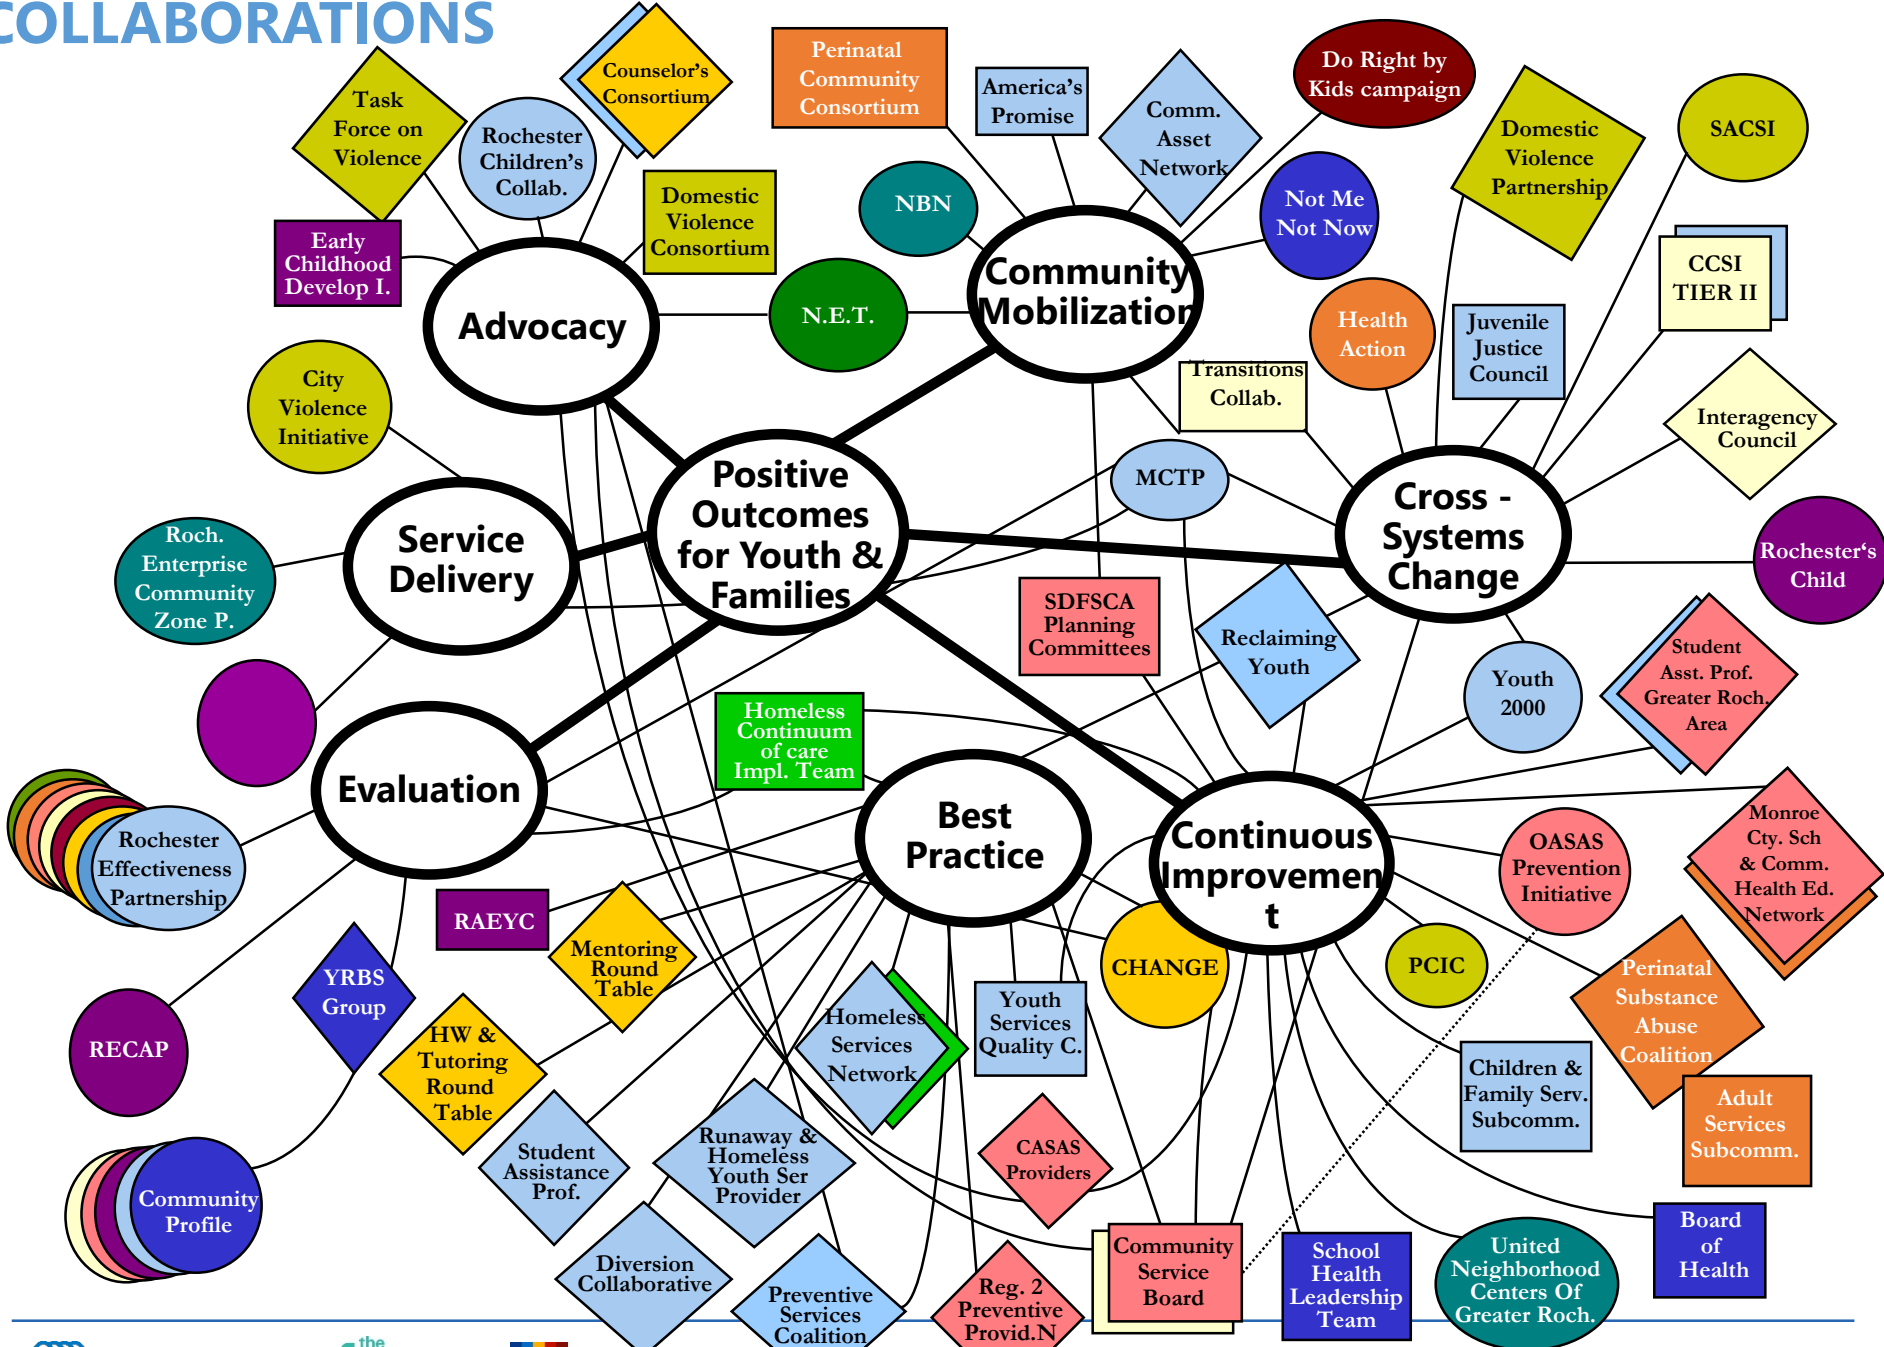 COLLABORATIONS
Task
Force on
Violence
Rochester
Children's
Collab.
Counselor's
Consortium
Perinatal
Community
Consortium
America's
Promise
Comm.
Asset
Network
Do Right by
Kids campaign
Domestic
Violence
Partnership
SACSI
Early
Childhood
Develop I.
Domestic
Violence
Consortium
NBN
Not Me
Not Now
CCSI
TIER II
Advocacy
N.E.T.
Community
Mobilization
Health
Action
Juvenile
Justice
Council
City
Violence
Initiative
Transitions
Collab.
Interagency
Council
Positive
Outcomes
for Youth &
Families
MCTP
Cross -
Systems
Change
Service
Delivery
Roch.
Enterprise
Community
Zone P.
Rochester‘s
Child
SDFSCA
Planning
Committees
Reclaiming
Youth
Youth
2000
Student
Asst. Prof.
Greater Roch.
Area
Homeless
Continuum
of care
Impl. Team
Evaluation
Best
Practice
Continuous
Improvemen
t
Rochester
Effectiveness
Partnership
OASAS
Prevention
Initiative
Monroe
Cty. Sch
& Comm.
Health Ed.
Network
RAEYC
Mentoring
Round
Table
CHANGE
PCIC
YRBS
Group
RECAP
HW &
Tutoring
Round
Table
Homeless
Services
Network
Youth
Services
Quality C.
Perinatal
Substance
Abuse
Coalition
Children &
Family Serv.
Subcomm.
Adult
Services
Subcomm.
Student
Assistance
Prof.
Runaway &
Homeless
Youth Ser
Provider
CASAS
Providers
Community
Profile
Diversion
Collaborative
Preventive
Services
Coalition
Reg. 2
Preventive
Provid.N
Community
Service
Board
School
Health
Leadership
Team
United
Neighborhood
Centers Of
Greater Roch.
Board
of
Health
the